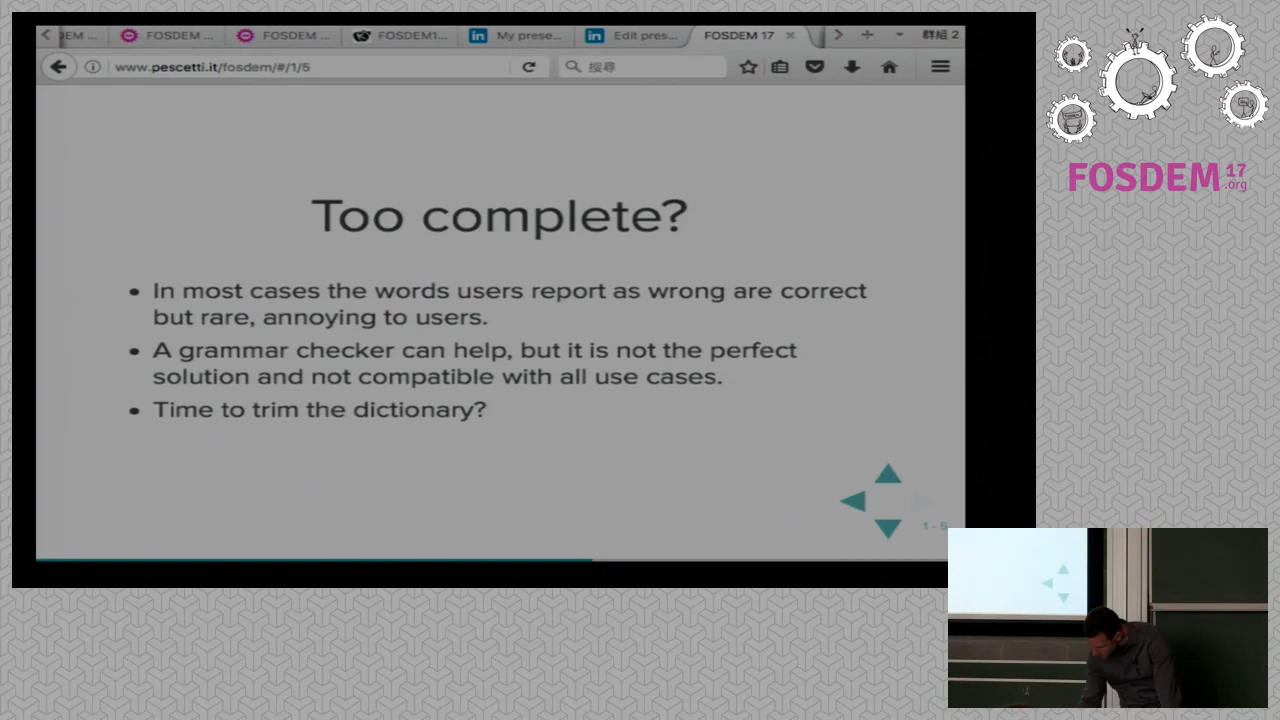 DEM ...
FOSDEM ...
FOSDEM ...
FOSDEM1...
My prese...
Edit pres...
FOSDEM 17
群組 2
www.pescetti.it/fosdem/#/1/5
搜尋
FOSDEM 17 .org
Too complete?
• In most cases the words users report as wrong are correct
but rare, annoying to users.
• A grammar checker can help, but it is not the perfect
solution and not compatible with all use cases.
• Time to trim the dictionary?
1 - 5